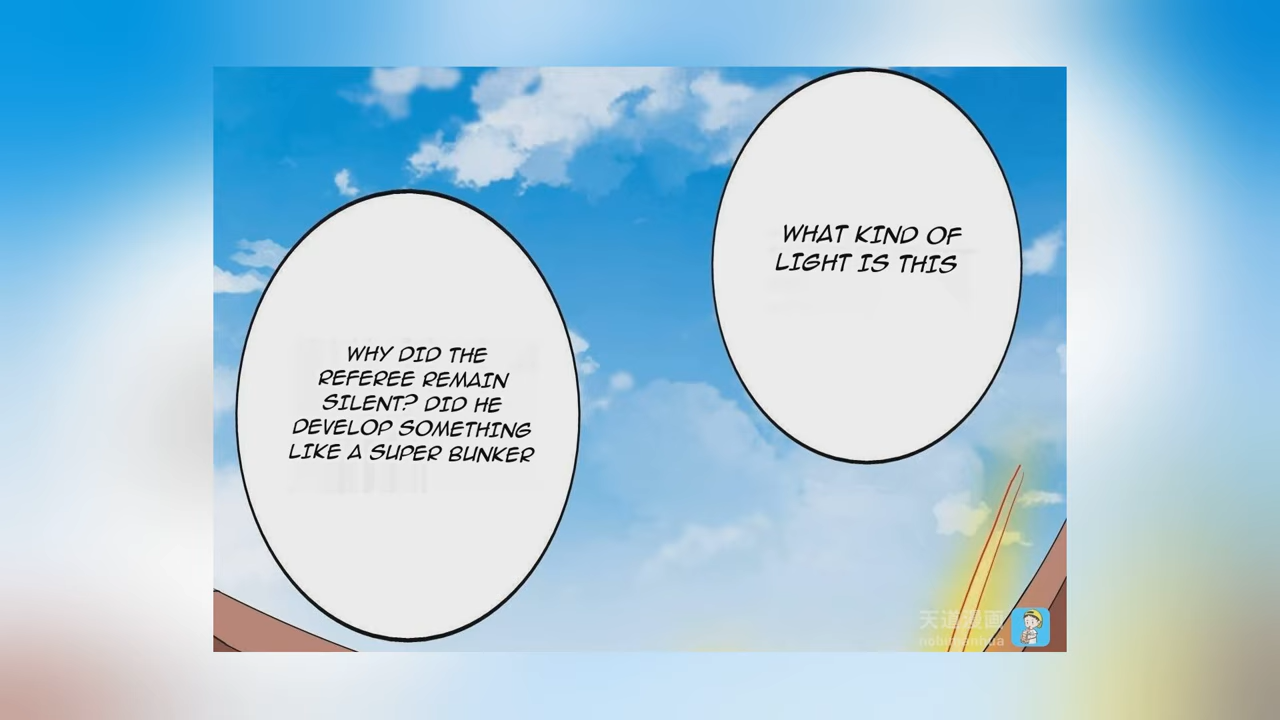 WHAT KIND OF
LIGHT IS THIS
WHY DID THE
REFEREE REMAIN
SILENT? DID HE
DEVELOP SOMETHING
LIKE A SUPER BUNKER
天道漫画